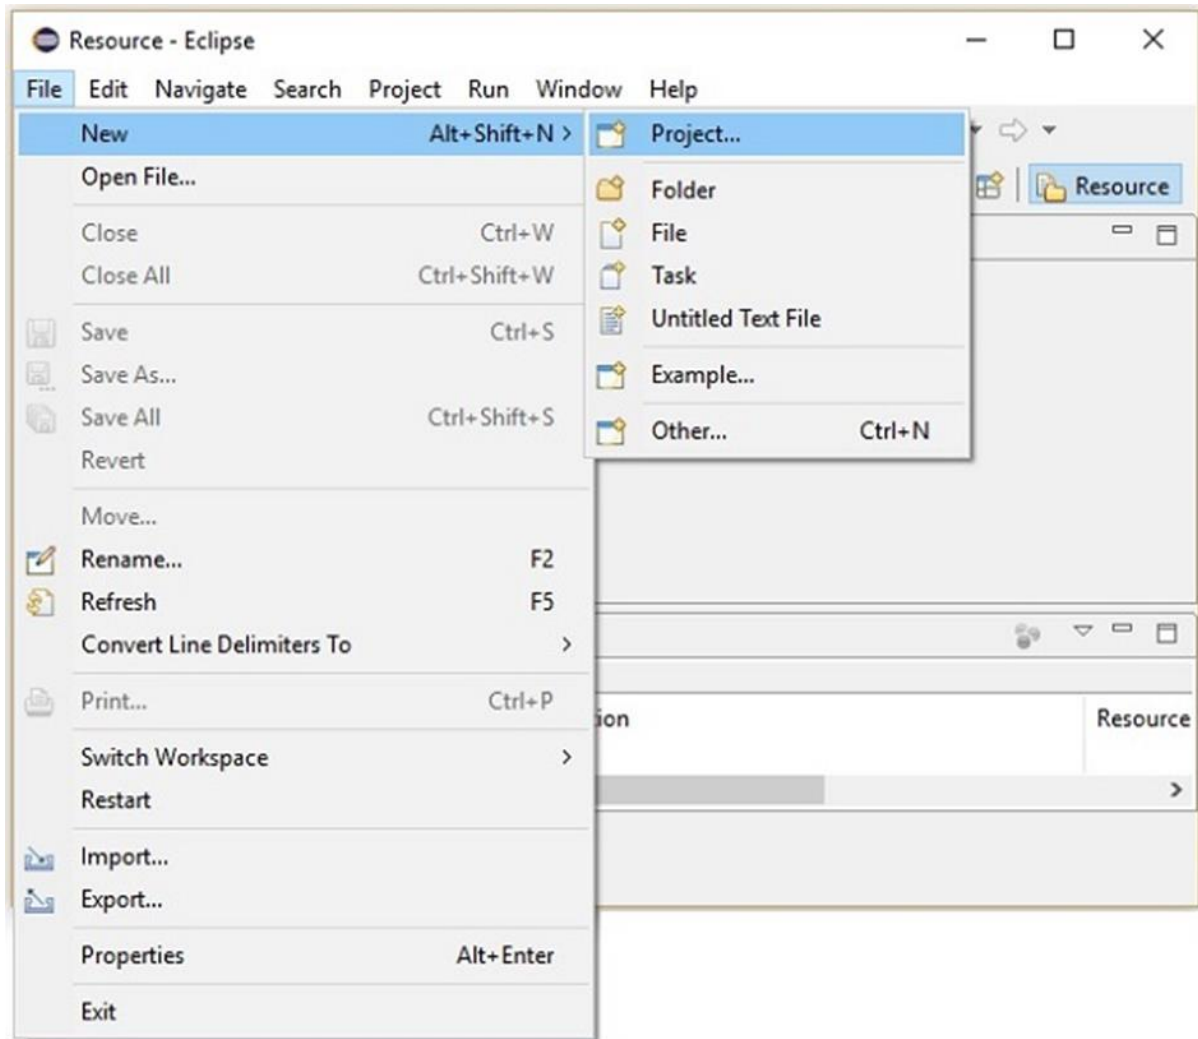 Resource - Eclipse
File Edit Navigate Search Project Run Window Help
New Alt+Shift+N >
Open File...
Close Ctrl+W
Close All Ctrl+Shift+W
Save Ctrl+S
Save As...
Save All Ctrl+Shift+S
Revert
Move...
Rename... F2
Refresh F5
Convert Line Delimiters To >
Print... Ctrl+P
Switch Workspace >
Restart
Import...
Export...
Properties Alt+Enter
Exit
Project...
Folder
File
Task
Untitled Text File
Example...
Other... Ctrl+N
Resource
ion Resource